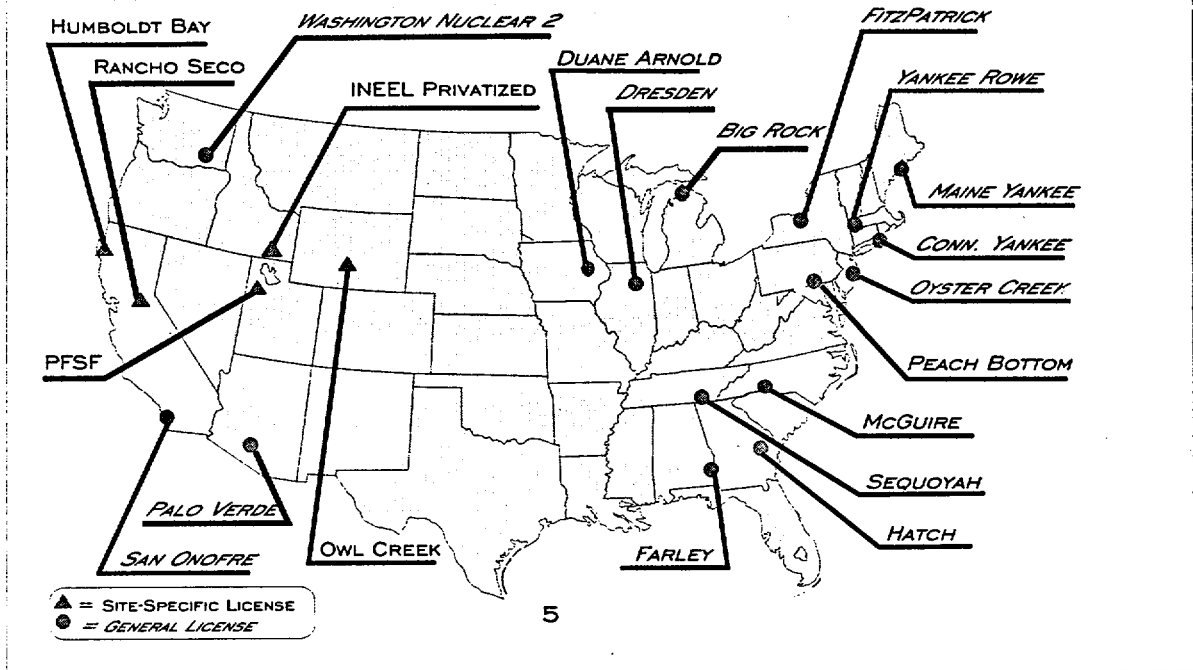 HUMBOLDT BAY
WASHINGTON NUCLEAR 2
FITZPATRICK
RANCHO SECO
DUANE ARNOLD
YANKEE ROWE
INEEL PRIVATIZED
DRESDEN
BIG ROCK
MAINE YANKEE
CONN. YANKEE
OYSTER CREEK
PFSF
PEACH BOTTOM
MCGUIRE
SEQUOYAH
PALO VERDE
HATCH
SAN ONOFRE
OWL CREEK
FARLEY
= SITE-SPECIFIC LICENSE
= GENERAL LICENSE
5